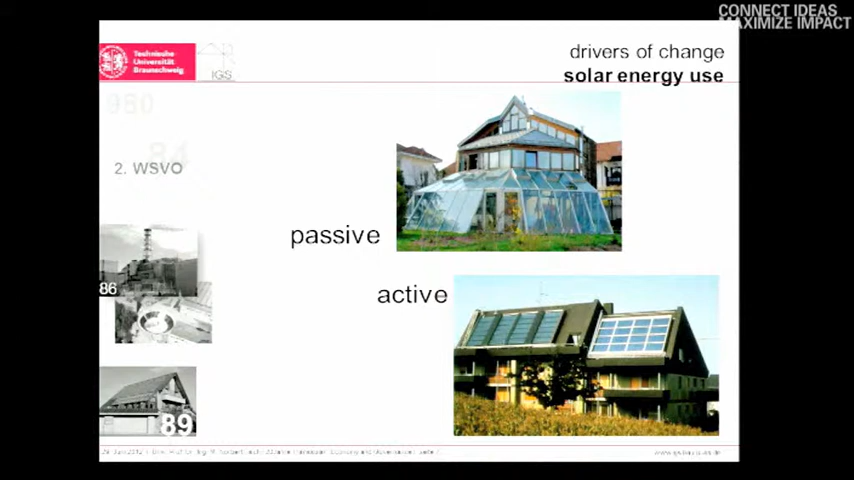 CONNECT IDEAS
MAXIMIZE IMPACT
Technische
Universität
Braunschweig
IGS
drivers of change
solar energy use
84
2. WSVO
passive
86
active
89